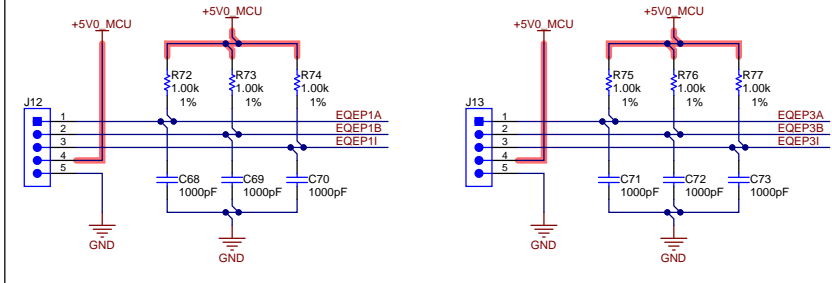 +5V0_MCU
+5V0_MCU
R72
1.00k
1%
R73
1.00k
1%
R74
1.00k
1%
J12
1
2
3
4
5
EQEP1A
EQEP1B
EQEP1I
C68
1000pF
C69
1000pF
C70
1000pF
GND
GND
+5V0_MCU
+5V0_MCU
R75
1.00k
1%
R76
1.00k
1%
R77
1.00k
1%
J13
1
2
3
4
5
EQEP3A
EQEP3B
EQEP3I
C71
1000pF
C72
1000pF
C73
1000pF
GND
GND